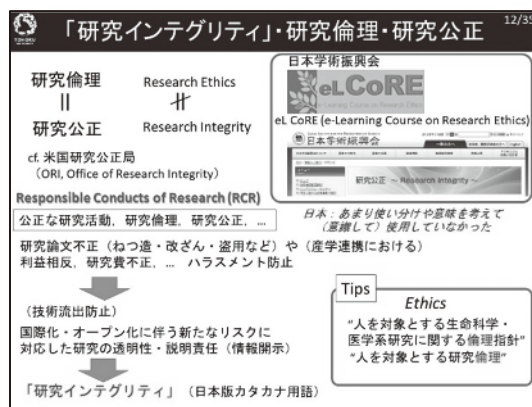 TOHOKU
「研究インテグリティ」・研究倫理・研究公正
12/35
研究倫理 Research Ethics
研究公正 Research Integrity
cf. 米国研究公正局
（ORI, Office of Research Integrity）
日本学術振興会
eLCoRE
e-Learning Course on Research Ethics
eL CoRE (e-Learning Course on Research Ethics)
日本学術振興会
研究公正 ～ Research Integrity ～
Responsible Conducts of Research (RCR)
公正な研究活動，研究倫理，研究公正，…
日本：あまり使い分けや意味を考えて
（意識して）使用していなかった
研究論文不正（ねつ造・改ざん・盗用など）や（産学連携における）
利益相反，研究費不正，… ハラスメント防止
（技術流出防止）
国際化・オープン化に伴う新たなリスクに
対応した研究の透明性・説明責任（情報開示）
「研究インテグリティ」（日本版カタカナ用語）
Tips
Ethics
“人を対象とする生命科学・
医学系研究に関する倫理指針”
“人を対象とする研究倫理”